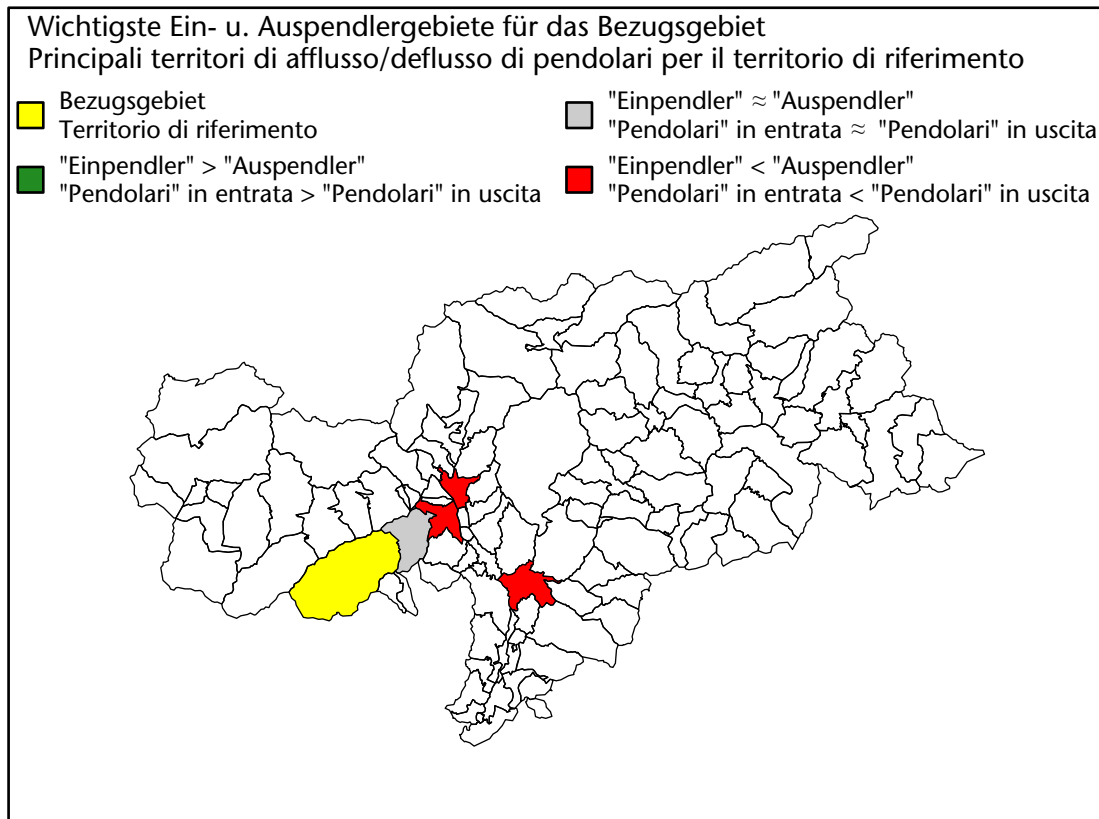 Wichtigste Ein- u. Auspendlergebiete für das Bezugsgebiet
Principali territori di afflusso/deflusso di pendolari per il territorio di riferimento
Bezugsgebiet
Territorio di riferimento
"Einpendler" > "Auspendler"
"Pendolari" in entrata > "Pendolari" in uscita
"Einpendler" ≈ "Auspendler"
"Pendolari" in entrata ≈ "Pendolari" in uscita
"Einpendler" < "Auspendler"
"Pendolari" in entrata < "Pendolari" in uscita